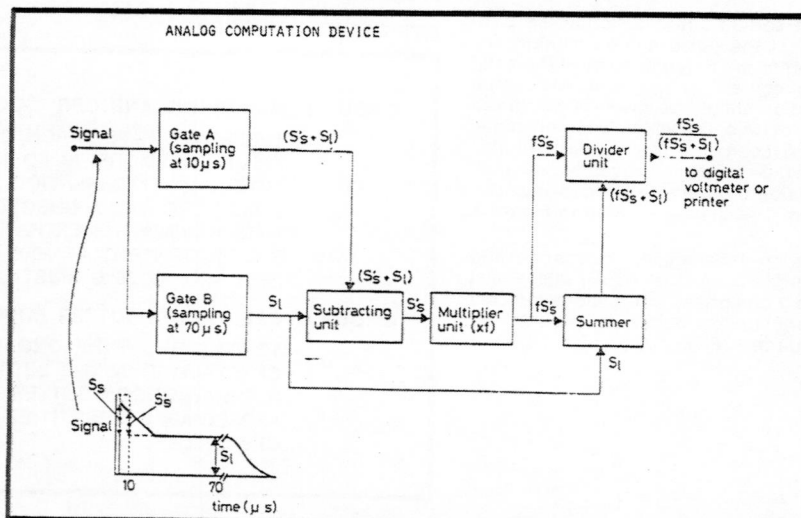 ANALOG COMPUTATION DEVICE
Signal
Gate A
(sampling
at 10μs)
(S's + Sl)
fS's
Divider
unit
fS's
(fS's + Sl)
to digital
voltmeter or
printer
(fS's + Sl)
Gate B
(sampling
at 70μs)
Sl
(S's + Sl)
Subtracting
unit
S's
Multiplier
unit (xf)
fS's
Summer
Sl
Ss
S's
Signal
Sl
10
70
time (μ s)